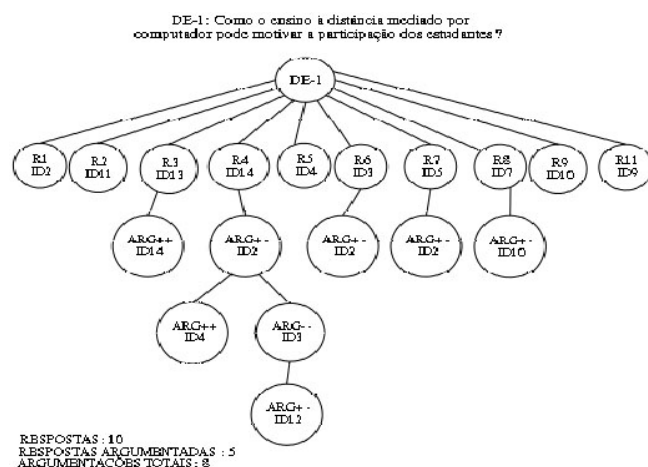 DE-1: Como o ensino à distância mediado por
computador pode motivar a participação dos estudantes?
DE-1
R1
ID2
R2
ID11
R3
ID13
R4
ID14
R5
ID4
R6
ID3
R7
ID5
R8
ID7
R9
ID10
R11
ID9
ARG++
ID14
ARG+-
ID2
ARG+-
ID2
ARG+-
ID2
ARG+-
ID10
ARG++
ID4
ARG--
ID3
ARG+-
ID12
RESPOSTAS : 10
RESPOSTAS ARGUMENTADAS : 5
ARGUMENTAÇÕES TOTAIS : 8